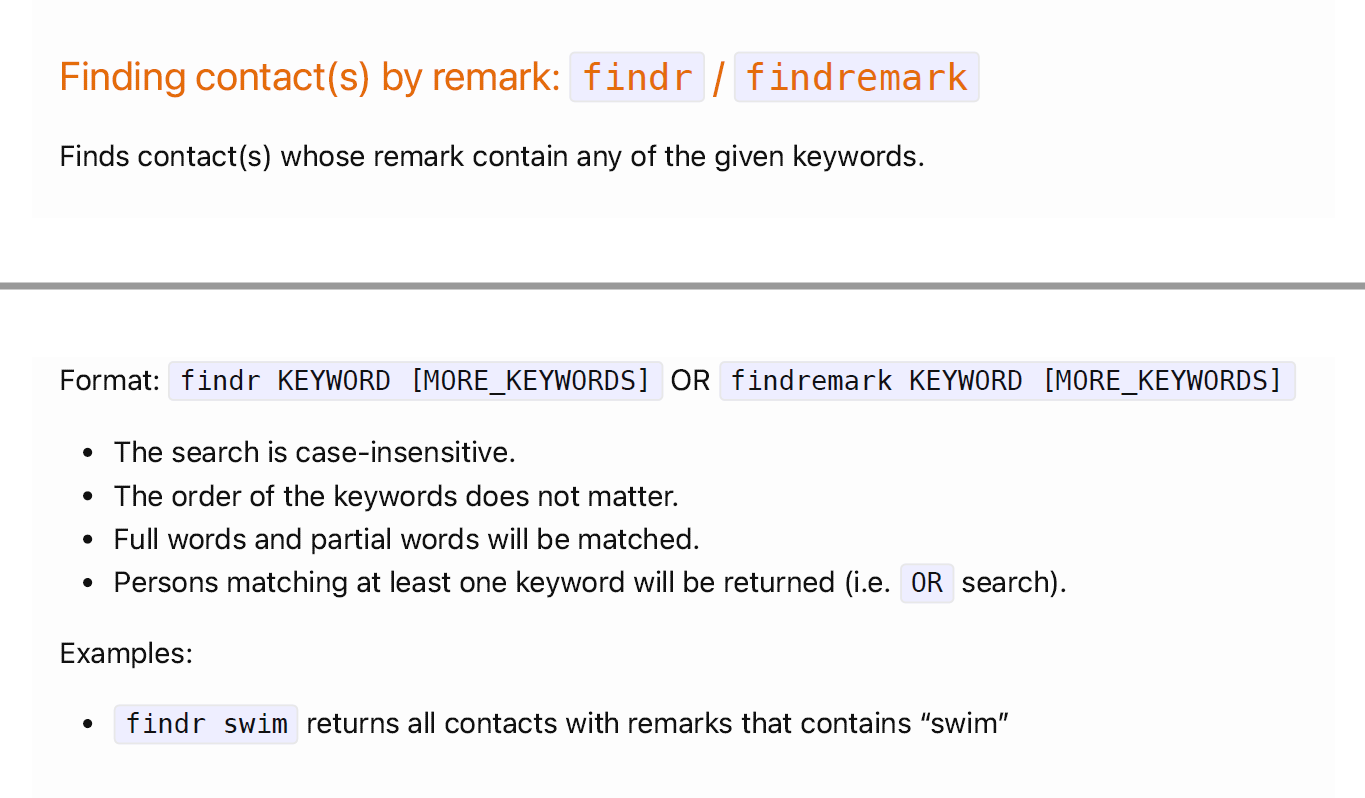 Finding contact(s) by remark: findr / findremark
Finds contact(s) whose remark contain any of the given keywords.
Format: findr KEYWORD [MORE_KEYWORDS] OR findremark KEYWORD [MORE_KEYWORDS]
• The search is case-insensitive.
• The order of the keywords does not matter.
• Full words and partial words will be matched.
• Persons matching at least one keyword will be returned (i.e. OR search).
Examples:
• findr swim returns all contacts with remarks that contains “swim”